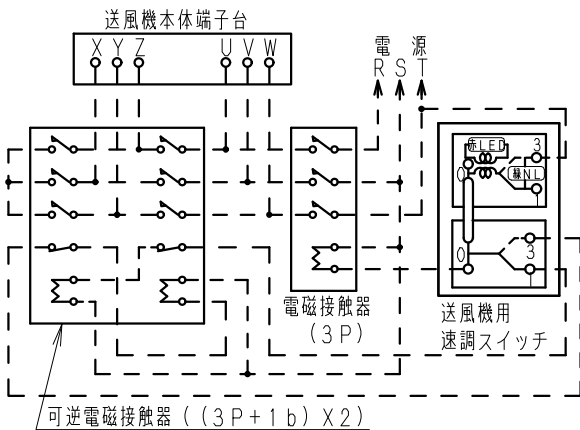 送風機本体端子台
X Y Z U V W
電源
R S T
赤LED 3
0 緑NL
1
0 3
1
電磁接触器
(3P)
送風機用
速調スイッチ
可逆電磁接触器((3P+1b)X2)